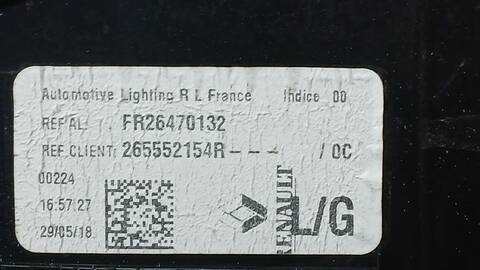 Automotive Lighting R L France Indice 00
REF AL: FR26470132
REF CLIENT: 265552154R--- / 0C
00224
16:57:27
29/05/18
RENAULT
L/G